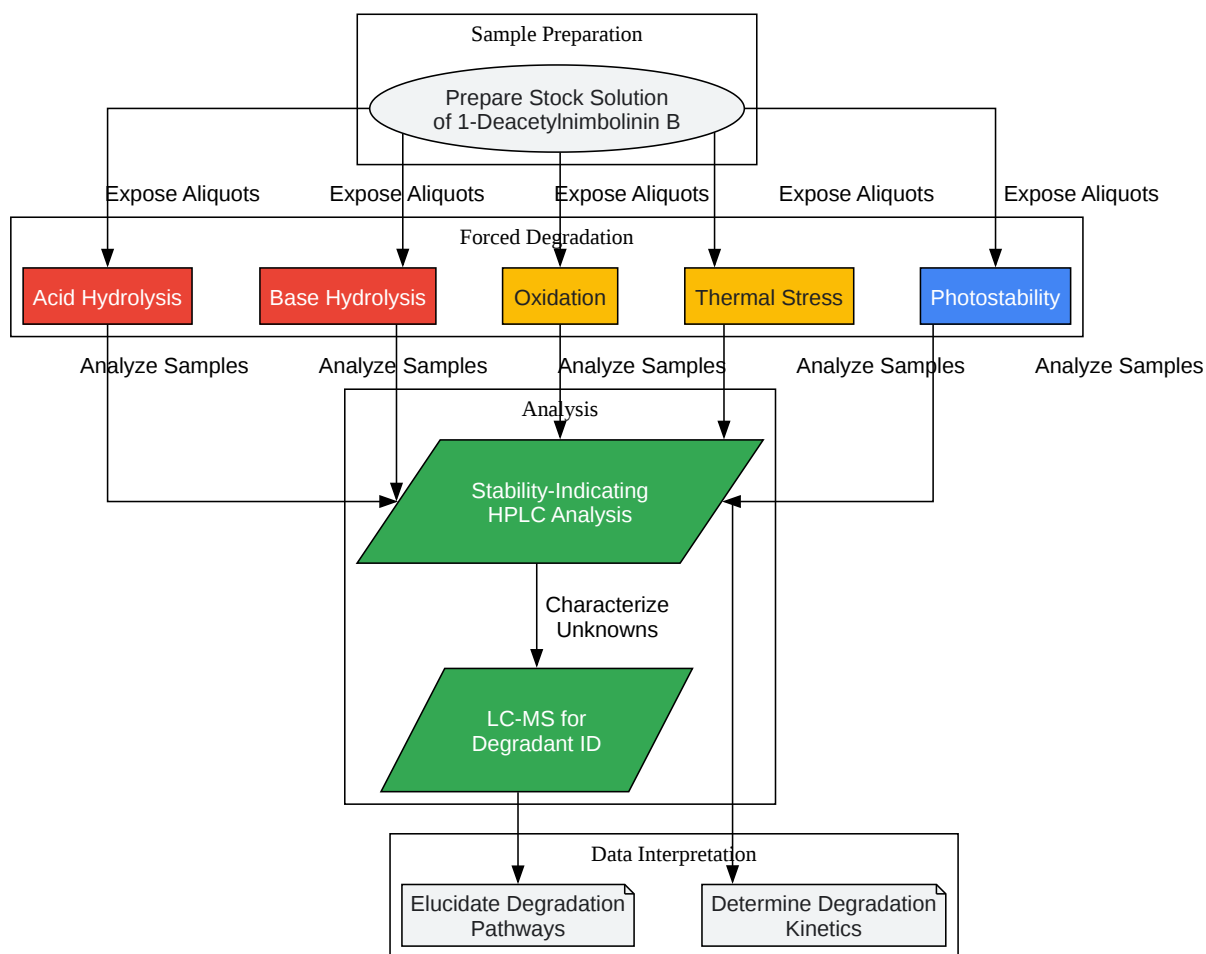 Sample Preparation
Prepare Stock Solution
of 1-Deacetylnimbolinin B
Expose Aliquots
Expose Aliquots
Expose Aliquots
Expose Aliquots
Expose Aliquots
Forced Degradation
Acid Hydrolysis
Base Hydrolysis
Oxidation
Thermal Stress
Photostability
Analyze Samples
Analyze Samples
Analyze Samples
Analyze Samples
Analyze Samples
Analysis
Stability-Indicating
HPLC Analysis
Characterize
Unknowns
LC-MS for
Degradant ID
Data Interpretation
Elucidate Degradation
Pathways
Determine Degradation
Kinetics